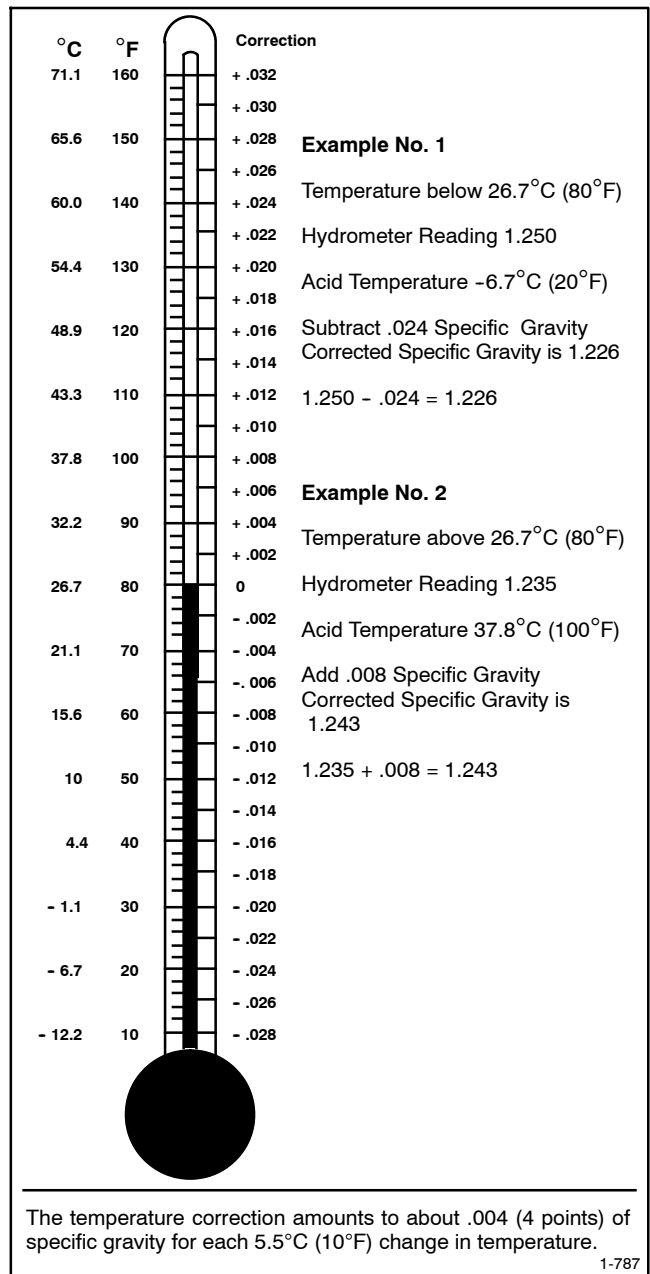 °C °F Correction
71.1 160 + .032
+ .030
65.6 150 + .028
+ .026
60.0 140 + .024
+ .022
54.4 130 + .020
+ .018
48.9 120 + .016
+ .014
43.3 110 + .012
+ .010
37.8 100 + .008
+ .006
32.2 90 + .004
+ .002
26.7 80 0
- .002
21.1 70 - .004
-. 006
15.6 60 - .008
- .010
10 50 - .012
- .014
4.4 40 - .016
- .018
- 1.1 30 - .020
- .022
- 6.7 20 - .024
- .026
- 12.2 10 - .028
Example No. 1
Temperature below 26.7°C (80°F)
Hydrometer Reading 1.250
Acid Temperature -6.7°C (20°F)
Subtract .024 Specific Gravity
Corrected Specific Gravity is 1.226
1.250 - .024 = 1.226
Example No. 2
Temperature above 26.7°C (80°F)
Hydrometer Reading 1.235
Acid Temperature 37.8°C (100°F)
Add .008 Specific Gravity
Corrected Specific Gravity is
1.243
1.235 + .008 = 1.243
The temperature correction amounts to about .004 (4 points) of
specific gravity for each 5.5°C (10°F) change in temperature.
1-787